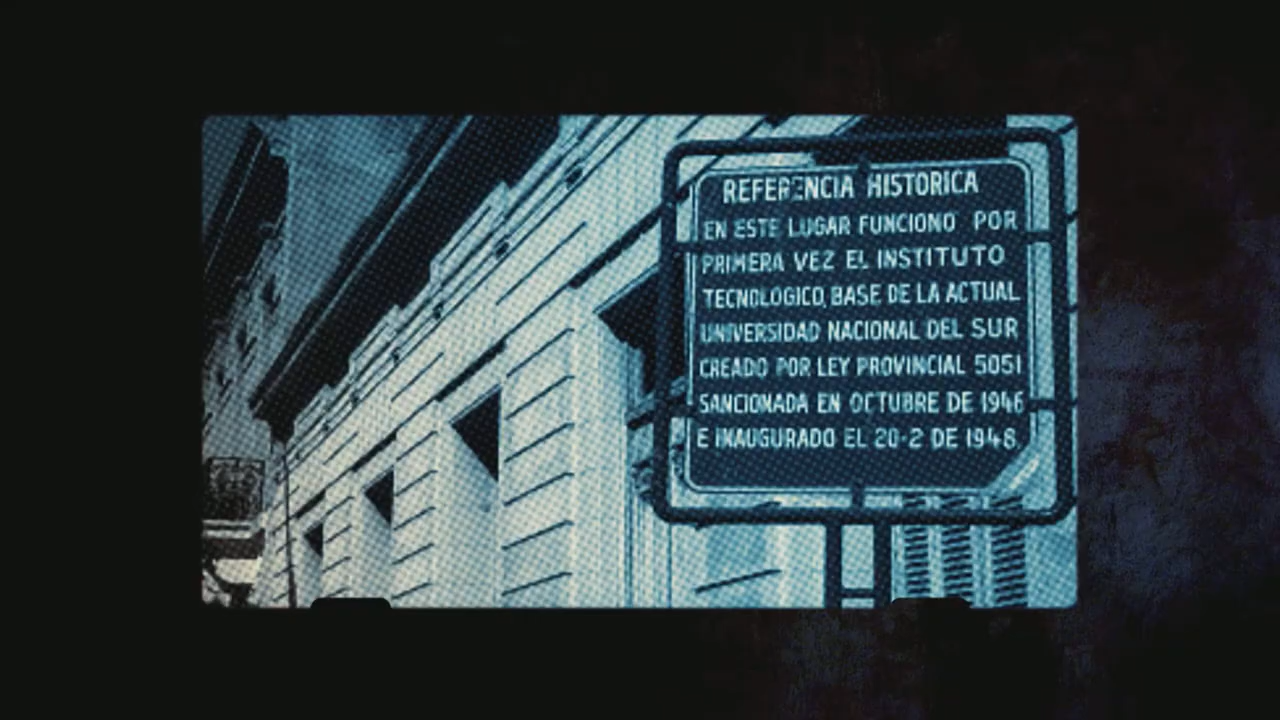 REFERENCIA HISTORICA
EN ESTE LUGAR FUNCIONO POR
PRIMERA VEZ EL INSTITUTO
TECNOLOGICO, BASE DE LA ACTUAL
UNIVERSIDAD NACIONAL DEL SUR
CREADO POR LEY PROVINCIAL 5051
SANCIONADA EN OCTUBRE DE 1946
E INAUGURADO EL 20-2 DE 1948.